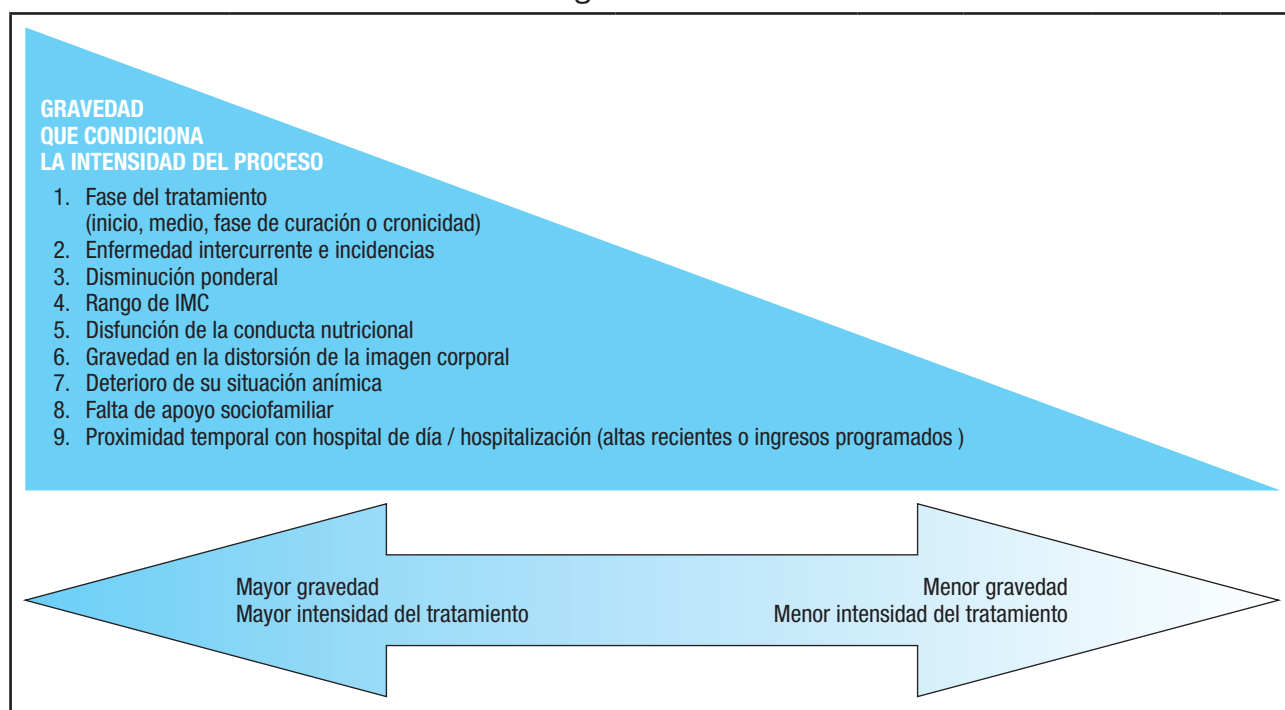 GRAVEDAD
QUE CONDICIONA
LA INTENSIDAD DEL PROCESO
1. Fase del tratamiento
(inicio, medio, fase de curación o cronicidad)
2. Enfermedad intercurrente e incidencias
3. Disminución ponderal
4. Rango de IMC
5. Disfunción de la conducta nutricional
6. Gravedad en la distorsión de la imagen corporal
7. Deterioro de su situación anímica
8. Falta de apoyo sociofamiliar
9. Proximidad temporal con hospital de día / hospitalización (altas recientes o ingresos programados )
Mayor gravedad
Mayor intensidad del tratamiento
Menor gravedad
Menor intensidad del tratamiento